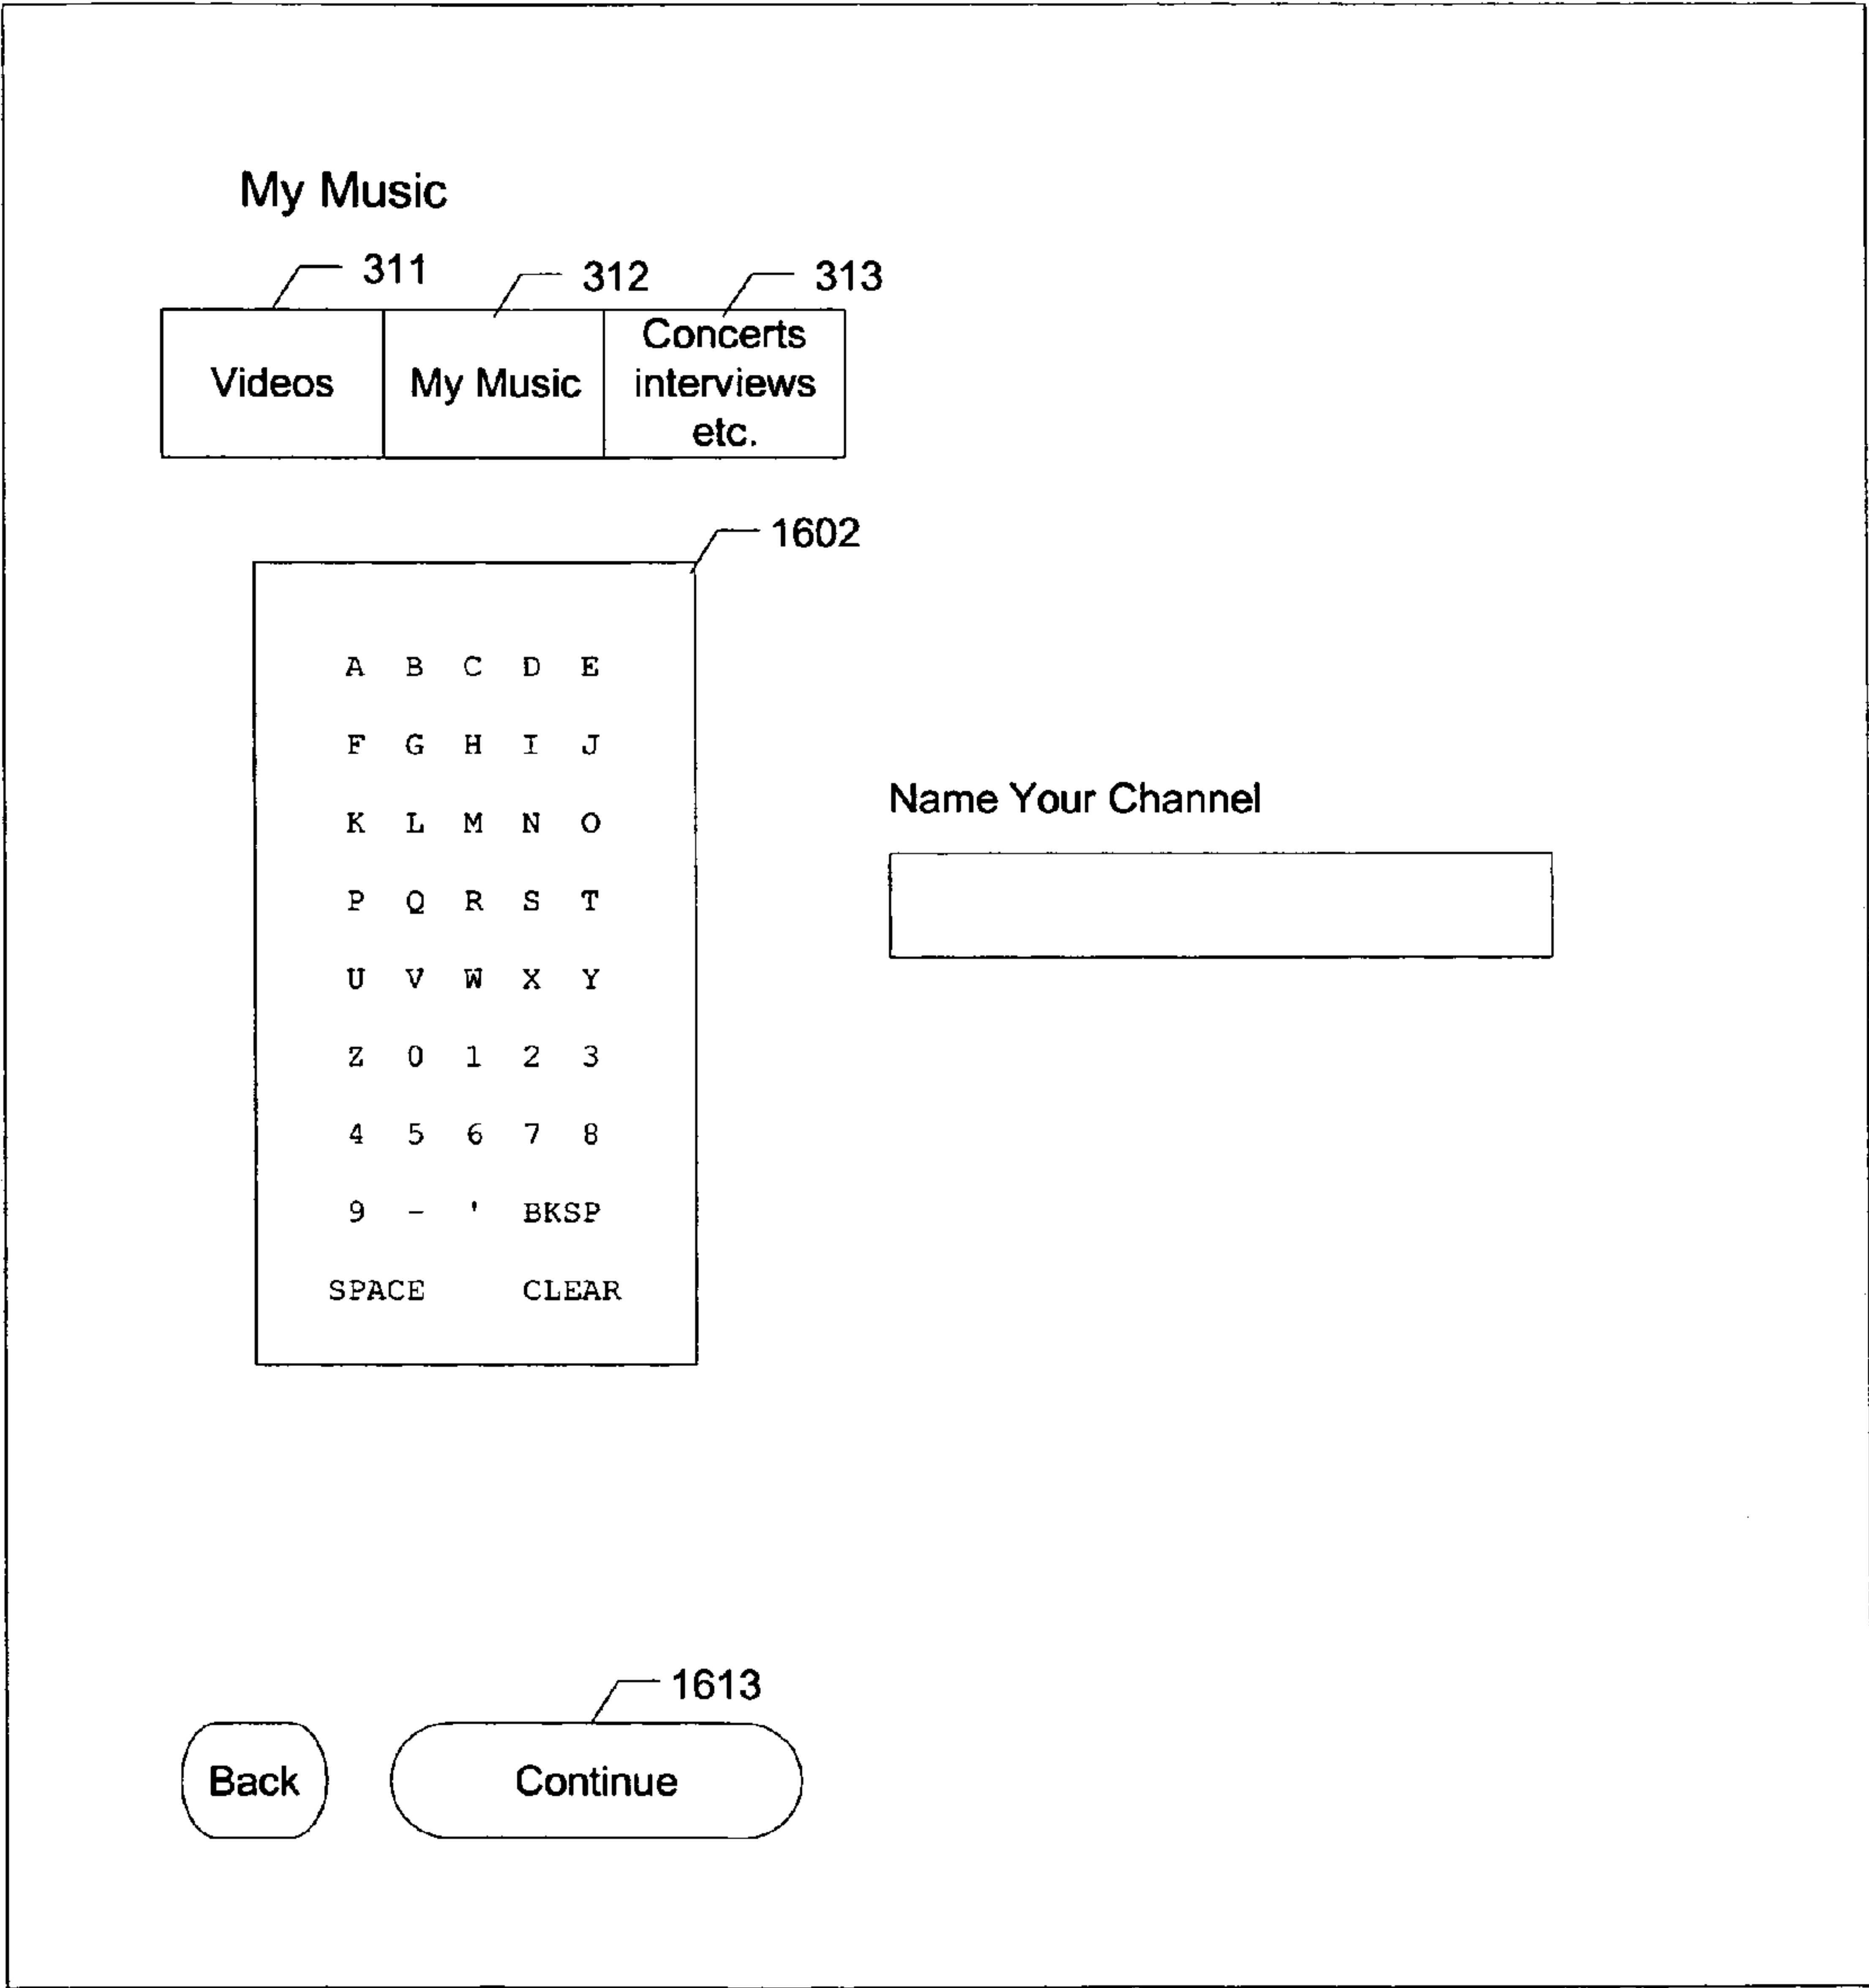 My Music
311 312 313
Videos My Music Concerts
interviews
etc.
1602
A B C D E
F G H I J
K L M N O
P Q R S T
U V W X Y
Z 0 1 2 3
4 5 6 7 8
9 - ' BKSP
SPACE CLEAR
Name Your Channel
1613
Back Continue